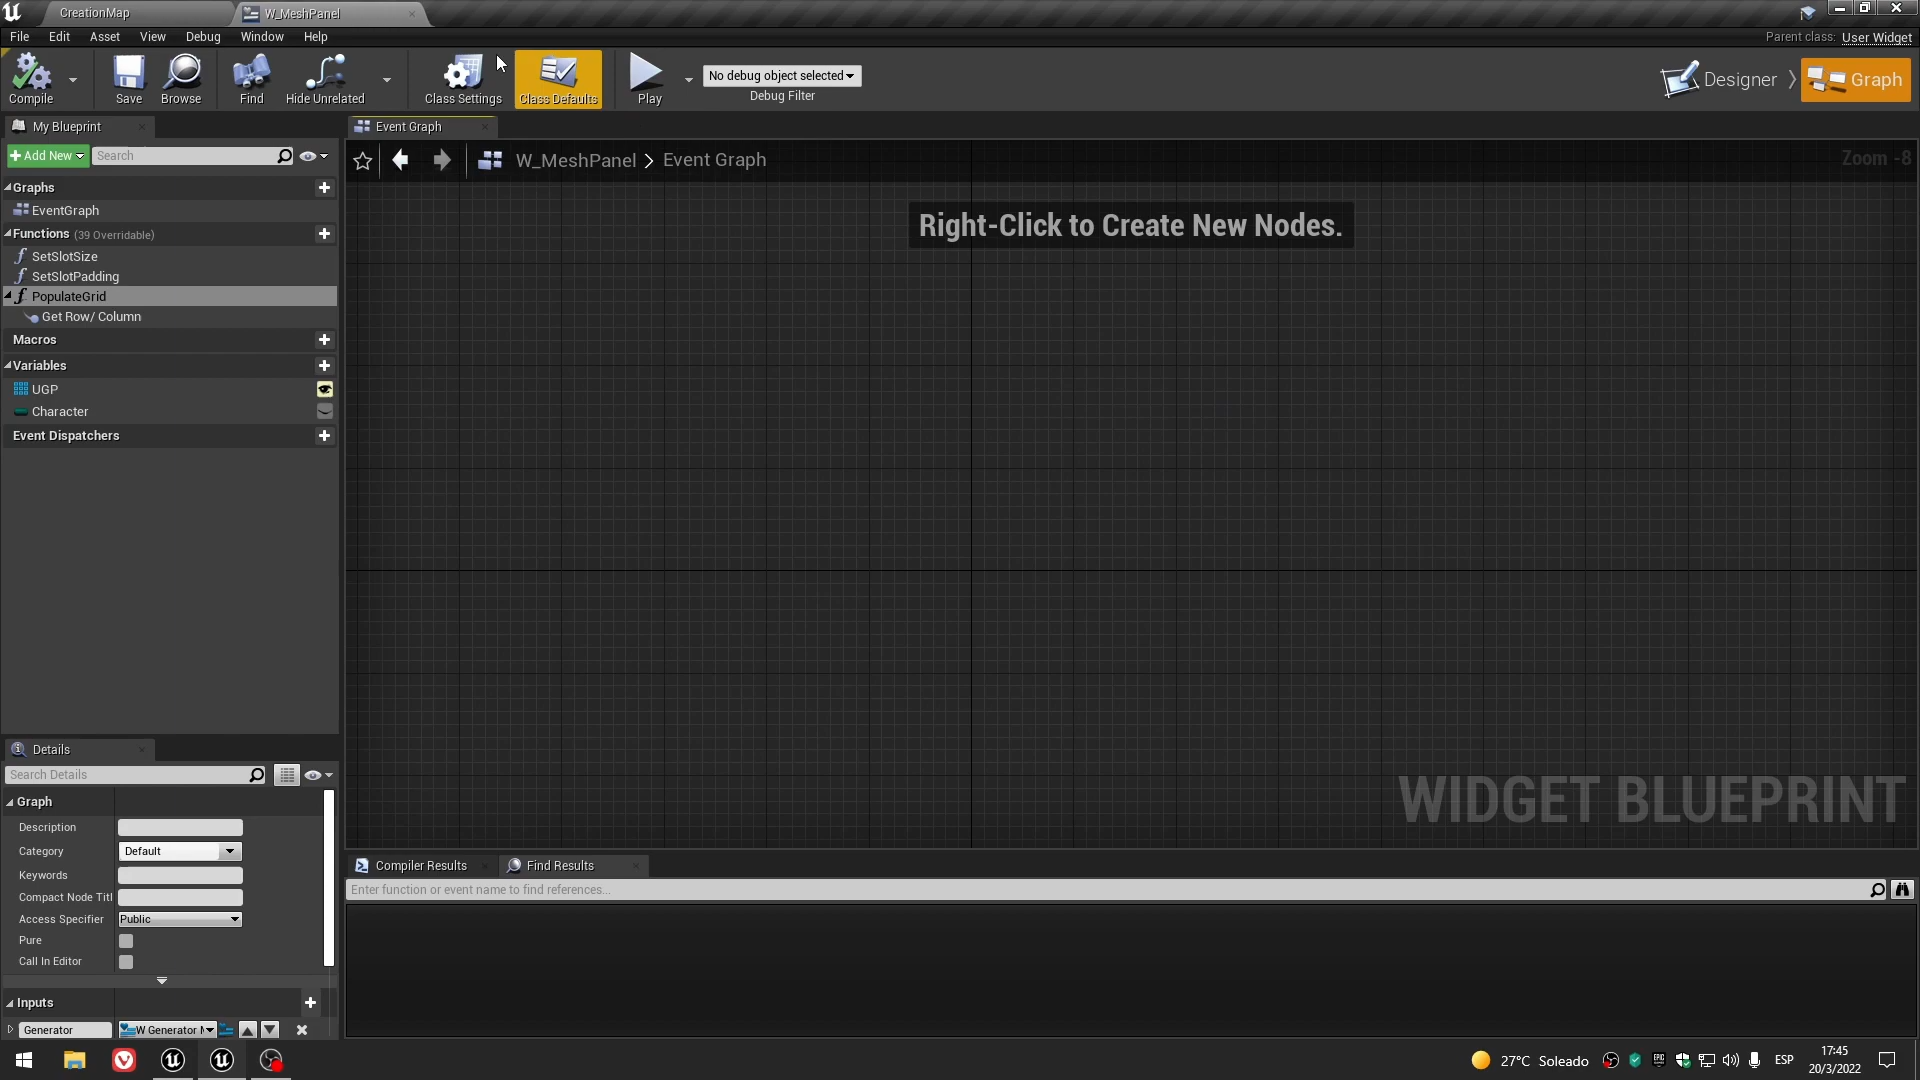 CreationMap
W_MeshPanel
File Edit Asset View Debug Window Help
Parent class: User Widget
Compile
Save
Browse
Find
Hide Unrelated
Class Settings
Class Defaults
Play
No debug object selected
Debug Filter
Designer
Graph
My Blueprint
Event Graph
Add New
Search
W_MeshPanel > Event Graph
Zoom -8
Right-Click to Create New Nodes.
Graphs
EventGraph
Functions (39 Overridable)
SetSlotSize
SetSlotPadding
PopulateGrid
Get Row/ Column
Macros
Variables
UGP
Character
Event Dispatchers
WIDGET BLUEPRINT
Details
Search Details
Graph
Description
Category Default
Keywords
Compact Node Titl
Access Specifier Public
Pure
Call In Editor
Inputs
Generator W Generator
Compiler Results
Find Results
Enter function or event name to find references...
27°C Soleado
ESP
17:45
20/3/2022